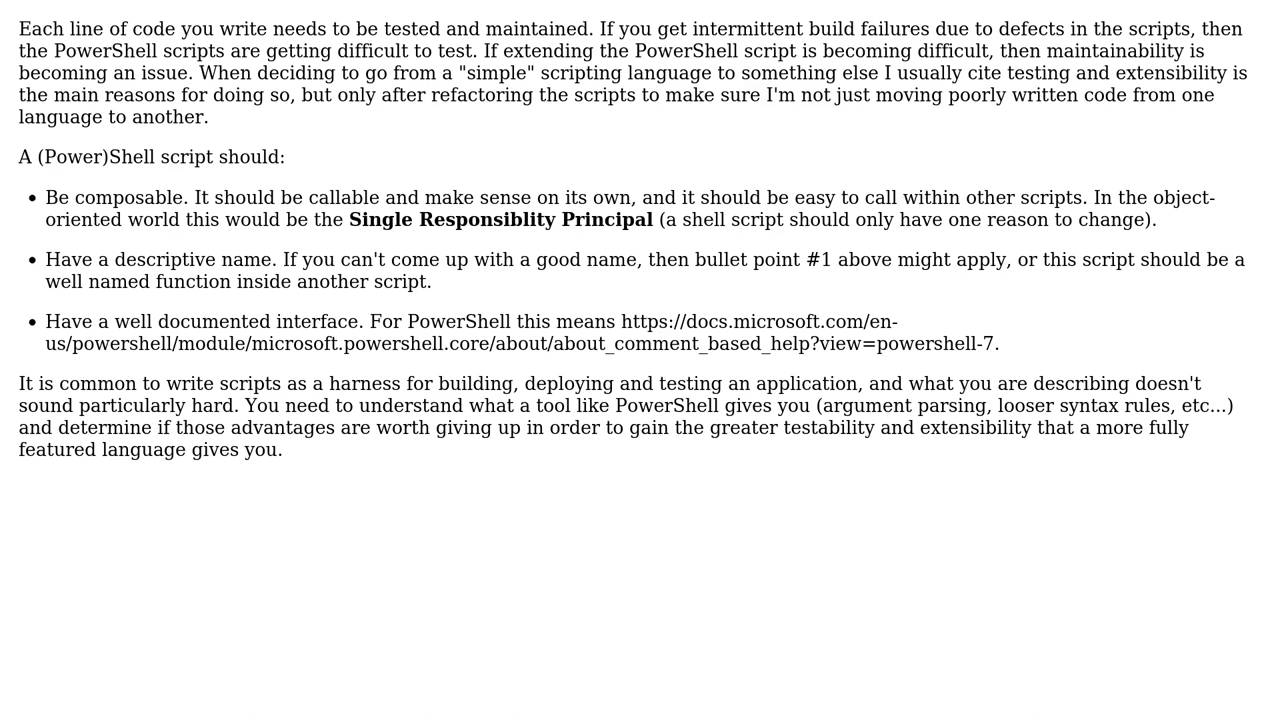 Each line of code you write needs to be tested and maintained. If you get intermittent build failures due to defects in the scripts, then
the PowerShell scripts are getting difficult to test. If extending the PowerShell script is becoming difficult, then maintainability is
becoming an issue. When deciding to go from a "simple" scripting language to something else I usually cite testing and extensibility is
the main reasons for doing so, but only after refactoring the scripts to make sure I'm not just moving poorly written code from one
language to another.
A (Power)Shell script should:
• Be composable. It should be callable and make sense on its own, and it should be easy to call within other scripts. In the object-
oriented world this would be the Single Responsiblity Principal (a shell script should only have one reason to change).
• Have a descriptive name. If you can't come up with a good name, then bullet point #1 above might apply, or this script should be a
well named function inside another script.
• Have a well documented interface. For PowerShell this means https://docs.microsoft.com/en-
us/powershell/module/microsoft.powershell.core/about/about_comment_based_help?view=powershell-7.
It is common to write scripts as a harness for building, deploying and testing an application, and what you are describing doesn't
sound particularly hard. You need to understand what a tool like PowerShell gives you (argument parsing, looser syntax rules, etc...)
and determine if those advantages are worth giving up in order to gain the greater testability and extensibility that a more fully
featured language gives you.